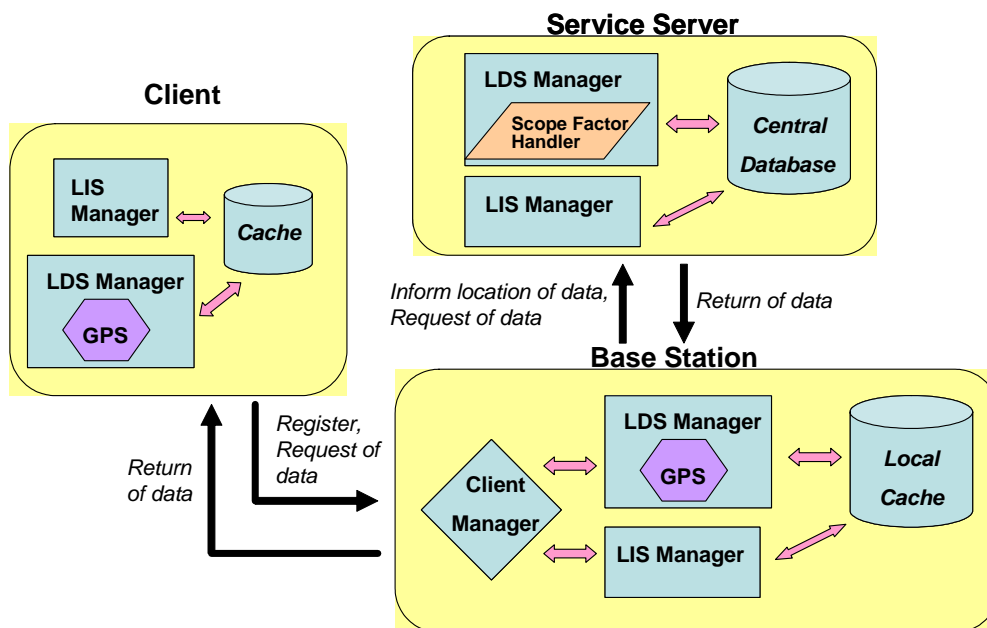 Service Server
LDS Manager
Scope Factor
Handler
Central
Database
LIS Manager
Client
LIS
Manager
Cache
LDS Manager
GPS
Inform location of data,
Request of data
Return of data
Base Station
Register,
Request of
data
Return
of data
LDS Manager
GPS
Client
Manager
Local
Cache
LIS Manager